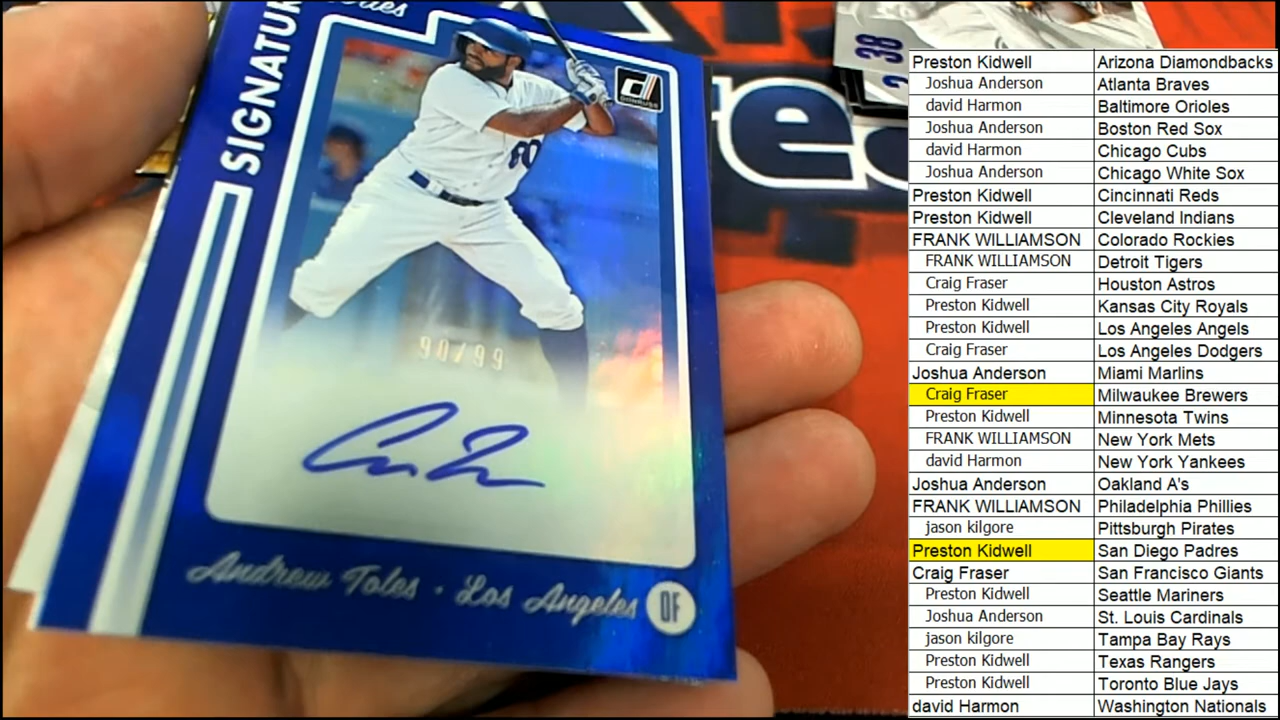 SIGNATUR
DONRUSS
90/99
Andrew Toles · Los Angeles OF
38
Preston Kidwell Arizona Diamondbacks
Joshua Anderson Atlanta Braves
david Harmon Baltimore Orioles
Joshua Anderson Boston Red Sox
david Harmon Chicago Cubs
Joshua Anderson Chicago White Sox
Preston Kidwell Cincinnati Reds
Preston Kidwell Cleveland Indians
FRANK WILLIAMSON Colorado Rockies
FRANK WILLIAMSON Detroit Tigers
Craig Fraser Houston Astros
Preston Kidwell Kansas City Royals
Preston Kidwell Los Angeles Angels
Craig Fraser Los Angeles Dodgers
Joshua Anderson Miami Marlins
Craig Fraser Milwaukee Brewers
Preston Kidwell Minnesota Twins
FRANK WILLIAMSON New York Mets
david Harmon New York Yankees
Joshua Anderson Oakland A's
FRANK WILLIAMSON Philadelphia Phillies
jason kilgore Pittsburgh Pirates
Preston Kidwell San Diego Padres
Craig Fraser San Francisco Giants
Preston Kidwell Seattle Mariners
Joshua Anderson St. Louis Cardinals
jason kilgore Tampa Bay Rays
Preston Kidwell Texas Rangers
Preston Kidwell Toronto Blue Jays
david Harmon Washington Nationals